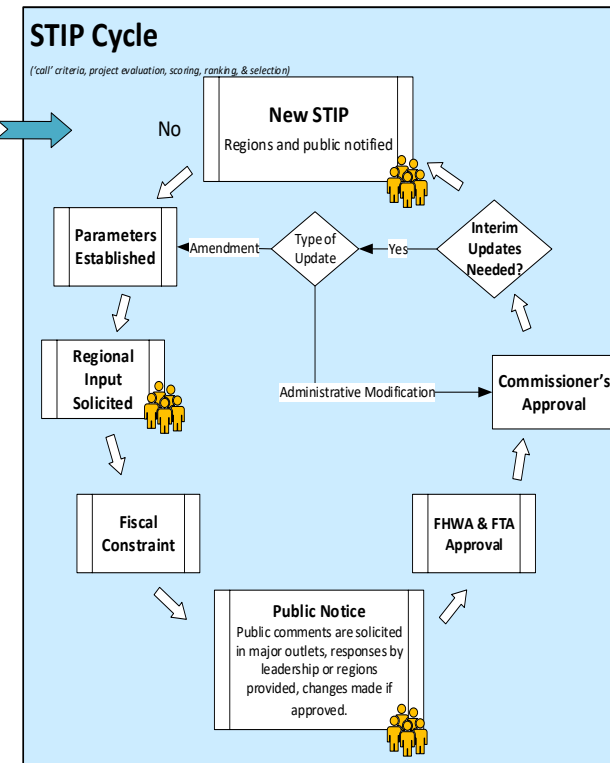 STIP Cycle
('call' criteria, project evaluation, scoring, ranking, & selection)
New STIP
Regions and public notified
No
Parameters
Established
Amendment
Type of
Update
Yes
Interim
Updates
Needed?
Regional
Input
Solicited
Administrative Modification
Commissioner's
Approval
Fiscal
Constraint
FHWA & FTA
Approval
Public Notice
Public comments are solicited
in major outlets, responses by
leadership or regions
provided, changes made if
approved.